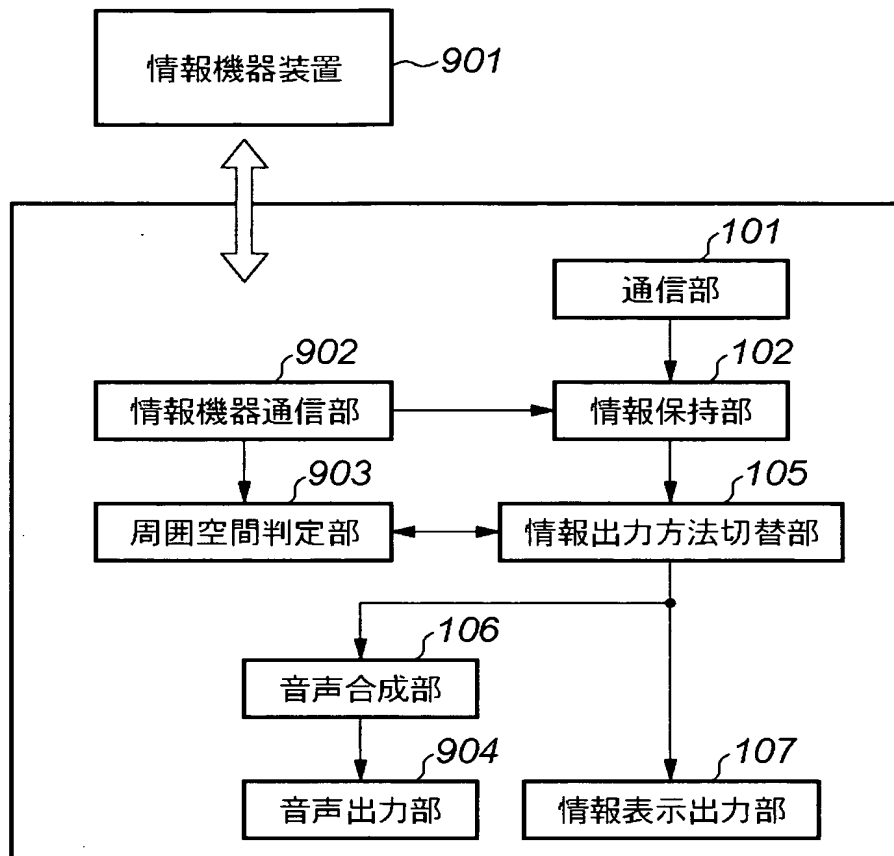 情報機器装置
901
101
通信部
902
102
情報機器通信部
情報保持部
903
105
周囲空間判定部
情報出力方法切替部
106
音声合成部
904
107
音声出力部
情報表示出力部